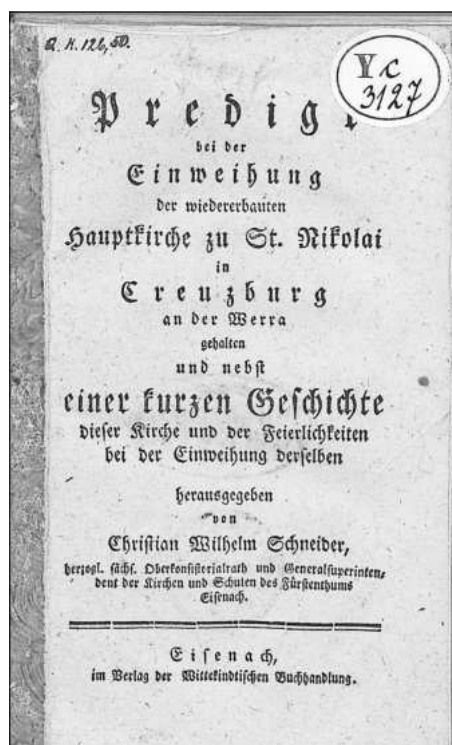 Q. K. 126, 50.
Yc
3127
Predigt
bei der
Einweihung
der wiedererbauten
Hauptkirche zu St. Nikolai
in
Creuzburg
an der Werra
gehalten
und nebst
einer kurzen Geschichte
dieser Kirche und der Feierlichkeiten
bei der Einweihung derselben
herausgegeben
von
Christian Wilhelm Schneider,
herzogl. sächs. Oberkonsistorialrath und Generalsuperinten-
dent der Kirchen und Schulen des Fürstenthums
Eisenach.
Eisenach,
im Verlag der Wittekindtischen Buchhandlung.